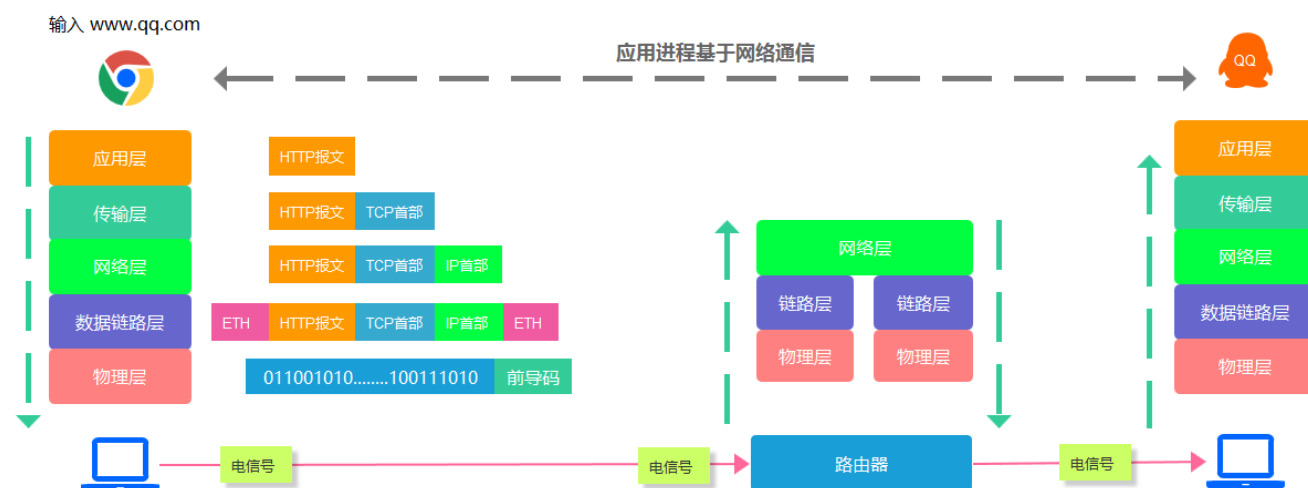 输入 www.qq.com
应用进程基于网络通信
QQ
应用层
HTTP报文
应用层
传输层
HTTP报文 TCP首部
传输层
网络层
HTTP报文 TCP首部 IP首部
网络层
网络层
数据链路层
ETH HTTP报文 TCP首部 IP首部 ETH
链路层 链路层
数据链路层
物理层
011001010........100111010 前导码
物理层 物理层
物理层
电信号
电信号
路由器
电信号